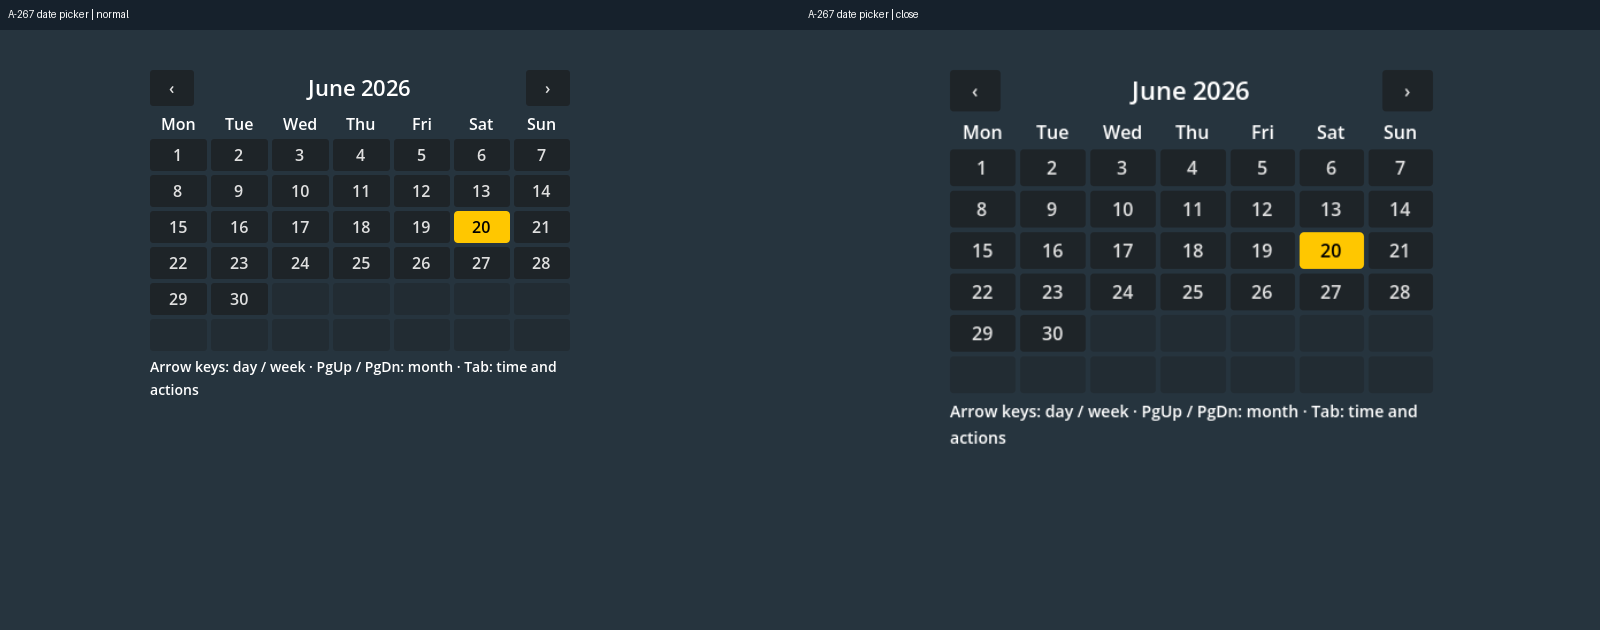 A-267 date picker | normal
‹ June 2026 ›
Mon Tue Wed Thu Fri Sat Sun
1 2 3 4 5 6 7
8 9 10 11 12 13 14
15 16 17 18 19 20 21
22 23 24 25 26 27 28
29 30
Arrow keys: day / week · PgUp / PgDn: month · Tab: time and
actions
A-267 date picker | close
‹ June 2026 ›
Mon Tue Wed Thu Fri Sat Sun
1 2 3 4 5 6 7
8 9 10 11 12 13 14
15 16 17 18 19 20 21
22 23 24 25 26 27 28
29 30
Arrow keys: day / week · PgUp / PgDn: month · Tab: time and
actions